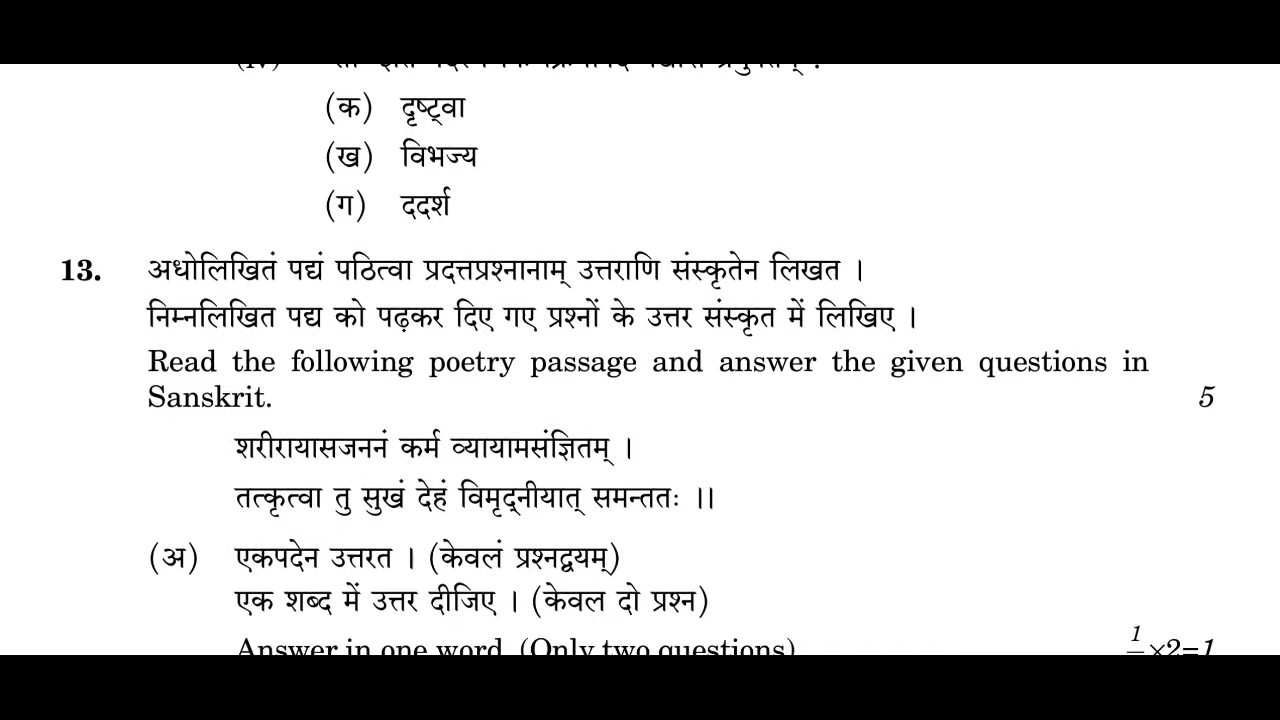 (क) दृष्ट्वा
(ख) विभज्य
(ग) ददर्श
13. अधोलिखितं पद्यं पठित्वा प्रदत्तप्रश्नानाम् उत्तराणि संस्कृतेन लिखत ।
निम्नलिखित पद्य को पढ़कर दिए गए प्रश्नों के उत्तर संस्कृत में लिखिए ।
Read the following poetry passage and answer the given questions in
Sanskrit. 5
शरीरायासजननं कर्म व्यायामसंज्ञितम् ।
तत्कृत्वा तु सुखं देहं विमृद्नीयात् समन्ततः ।।
(अ) एकपदेन उत्तरत । (केवलं प्रश्नद्वयम्)
एक शब्द में उत्तर दीजिए । (केवल दो प्रश्न)
Answer in one word. (Only two questions) ×2=1